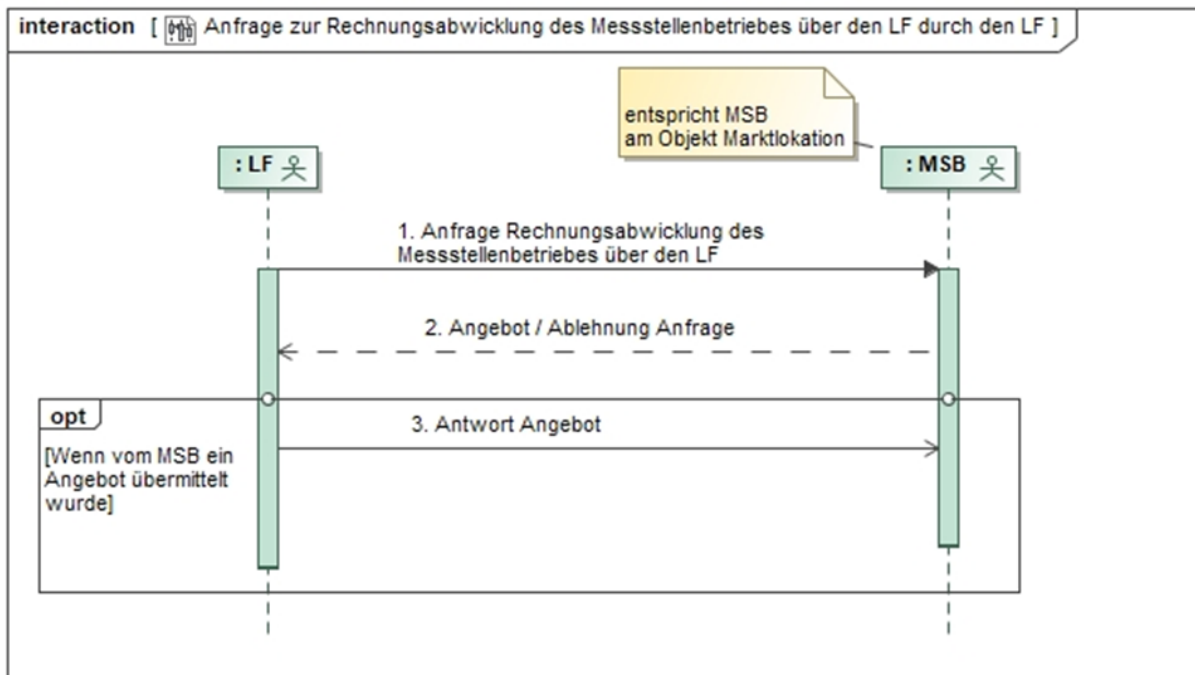 interaction [ Anfrage zur Rechnungsabwicklung des Messstellenbetriebes über den LF durch den LF ]
entspricht MSB
am Objekt Marktlokation
: LF
: MSB
1. Anfrage Rechnungsabwicklung des
Messstellenbetriebes über den LF
2. Angebot / Ablehnung Anfrage
opt
3. Antwort Angebot
[Wenn vom MSB ein
Angebot übermittelt
wurde]